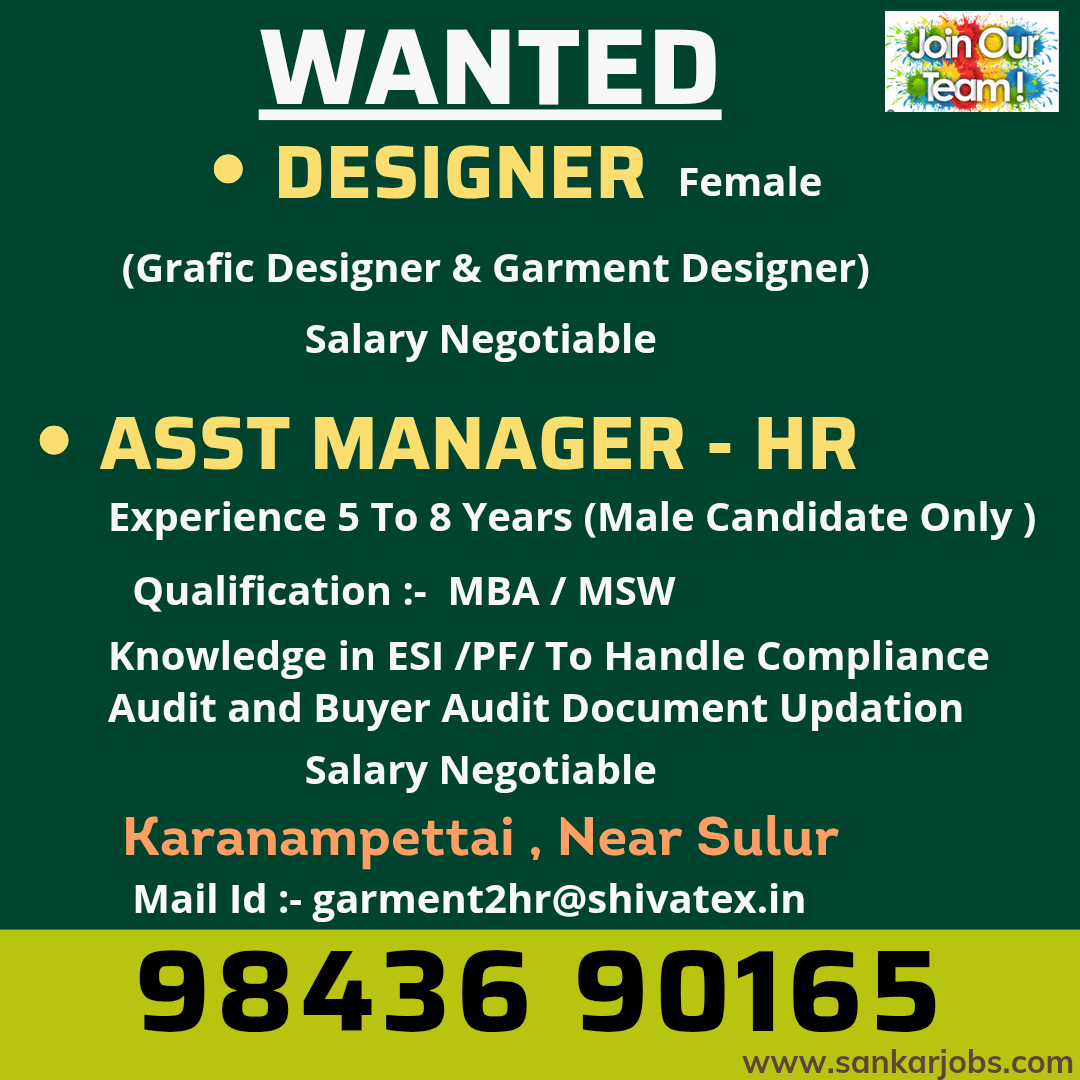 WANTED
Join Our
Team !
• DESIGNER Female
(Grafic Designer & Garment Designer)
Salary Negotiable
• ASST MANAGER - HR
Experience 5 To 8 Years (Male Candidate Only )
Qualification :- MBA / MSW
Knowledge in ESI /PF/ To Handle Compliance
Audit and Buyer Audit Document Updation
Salary Negotiable
Karanampettai , Near Sulur
Mail Id :- garment2hr@shivatex.in
98436 90165
www.sankarjobs.com